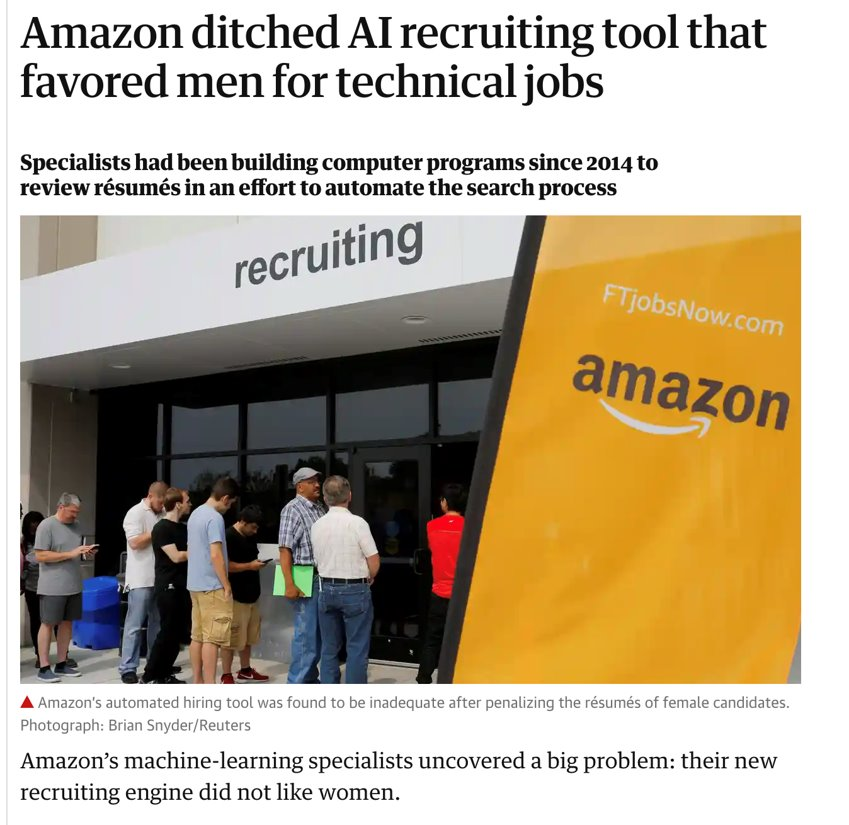 Amazon ditched AI recruiting tool that
favored men for technical jobs
Specialists had been building computer programs since 2014 to
review résumés in an effort to automate the search process
recruiting
FTjobsNow.com
amazon
Amazon's automated hiring tool was found to be inadequate after penalizing the résumés of female candidates.
Photograph: Brian Snyder/Reuters
Amazon's machine-learning specialists uncovered a big problem: their new
recruiting engine did not like women.